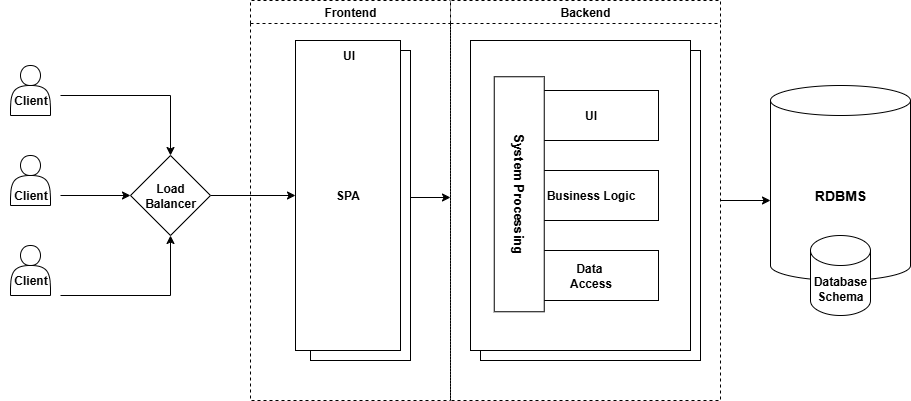 Frontend
Backend
UI
Client
Client
Client
Load
Balancer
SPA
System Processing
UI
Business Logic
Data
Access
RDBMS
Database
Schema